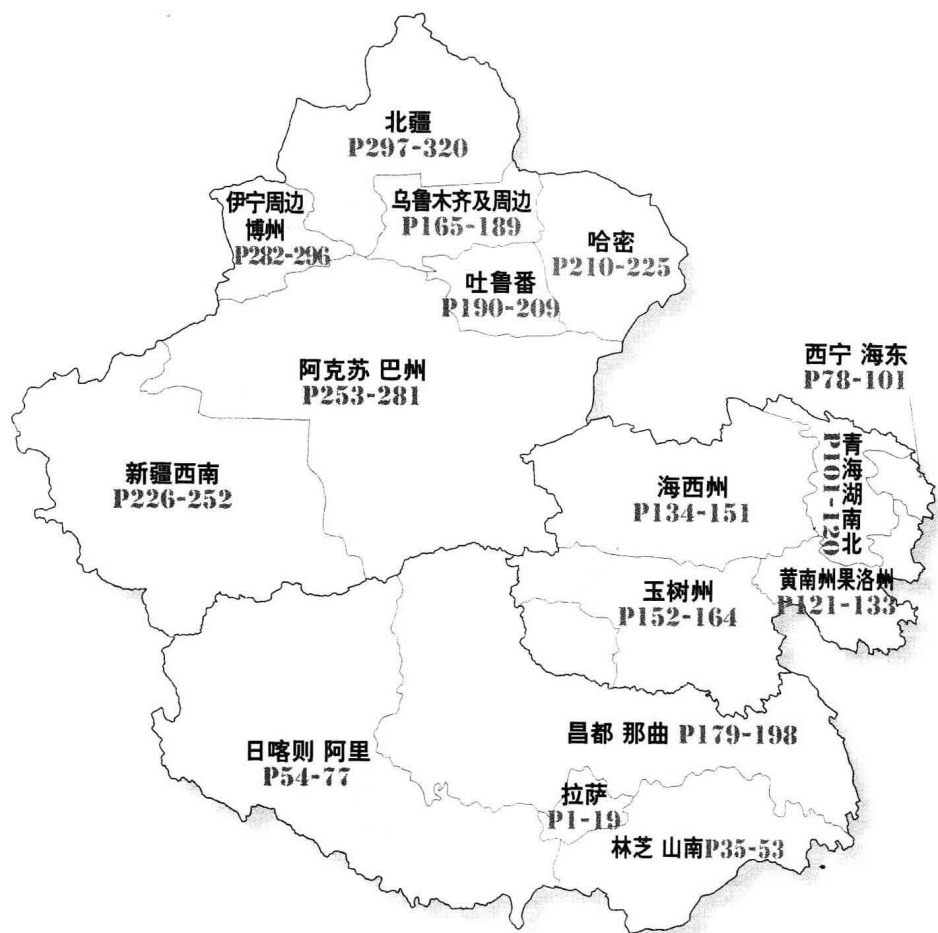 北疆
P297-320
伊宁周边
博州
P282-296
乌鲁木齐及周边
P165-189
哈密
P210-225
吐鲁番
P190-209
西宁 海东
P78-101
阿克苏 巴州
P253-281
青海湖南北
P101-120
新疆西南
P226-252
海西州
P134-151
黄南州果洛州
P121-133
玉树州
P152-164
昌都 那曲 P179-198
日喀则 阿里
P54-77
拉萨
P1-19
林芝 山南P35-53